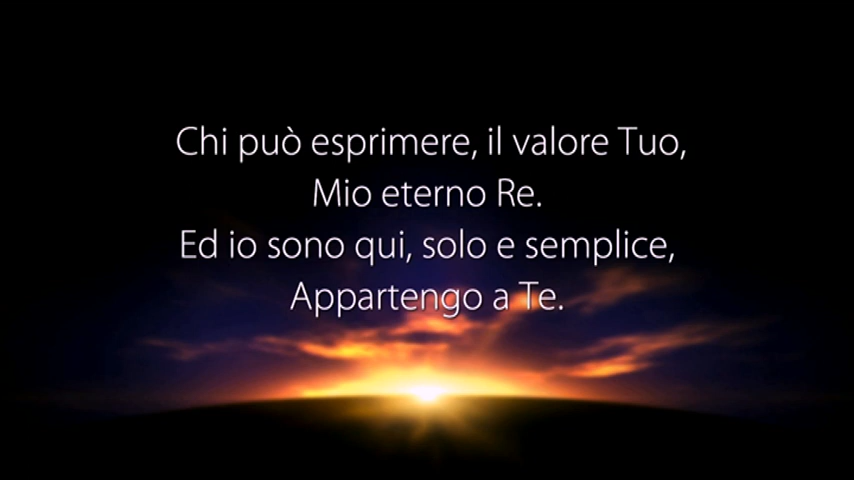 Chi può esprimere, il valore Tuo,
Mio eterno Re.
Ed io sono qui, solo e semplice,
Appartengo a Te.